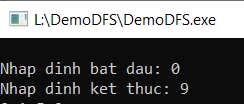 L:\DemoDFS\DemoDFS.exe
Nhap dinh bat dau: 0
Nhap dinh ket thuc: 9